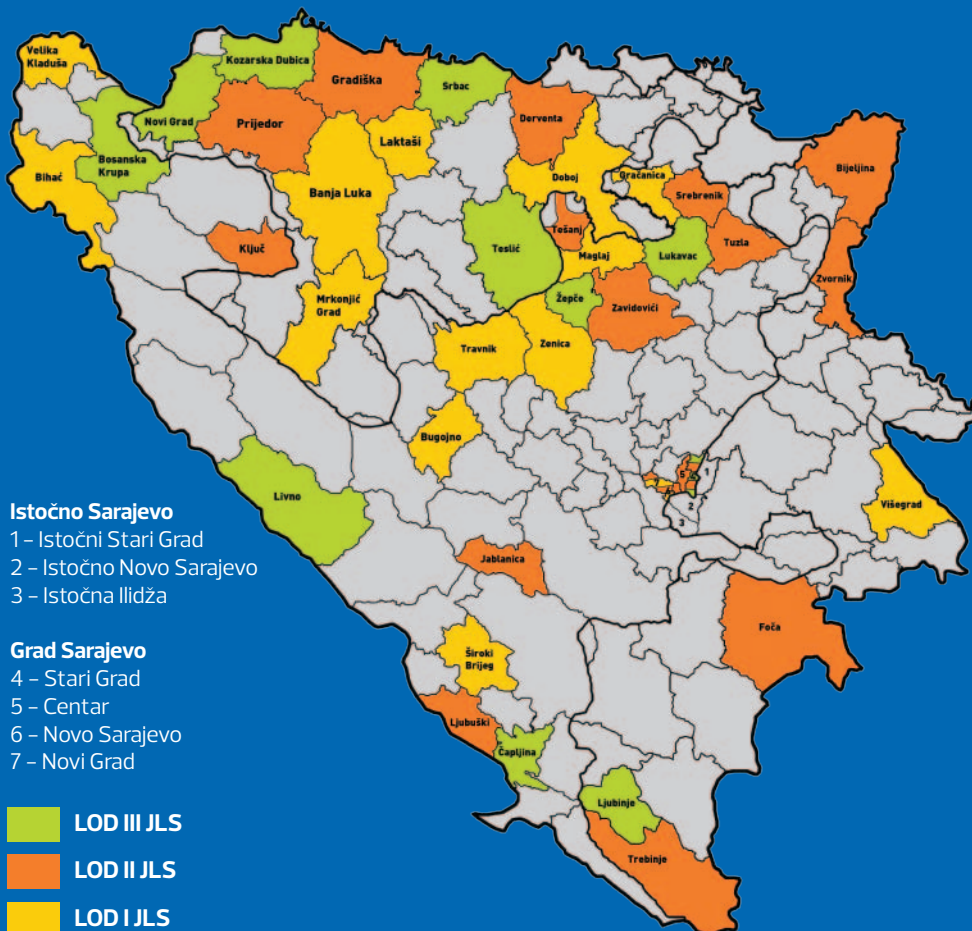 Velika
Kladuša
Kozarska Dubica
Gradiška
Srbac
Novi Grad
Prijedor
Derventa
Laktaši
Bosanska
Krupa
Bihać
Banja Luka
Doboj
Gračanica
Srebrenik
Bijeljina
Ključ
Teslić
Tešanj
Maglaj
Lukavac
Tuzla
Zvornik
Mrkonjić
Grad
Žepče
Zavidovići
Travnik
Zenica
Bugojno
Livno
Višegrad
5
1
2
3
Jablanica
Foča
Široki
Brijeg
Ljubuški
Čapljina
Ljubinje
Trebinje
Istočno Sarajevo
1 – Istočni Stari Grad
2 – Istočno Novo Sarajevo
3 – Istočna Ilidža
Grad Sarajevo
4 – Stari Grad
5 – Centar
6 – Novo Sarajevo
7 – Novi Grad
LOD III JLS
LOD II JLS
LOD I JLS